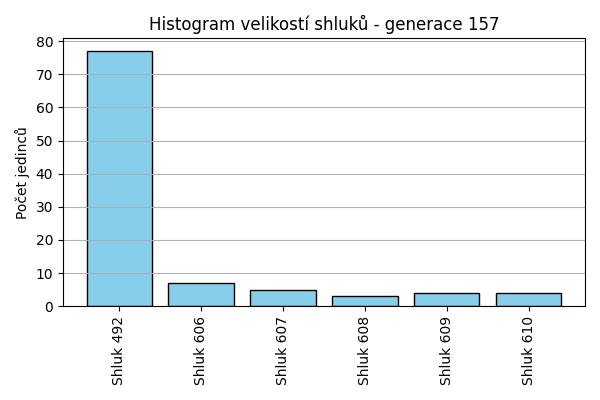 Histogram velikostí shluků - generace 157
Počet jedinců
80
70
60
50
40
30
20
10
0
Shluk 492
Shluk 606
Shluk 607
Shluk 608
Shluk 609
Shluk 610